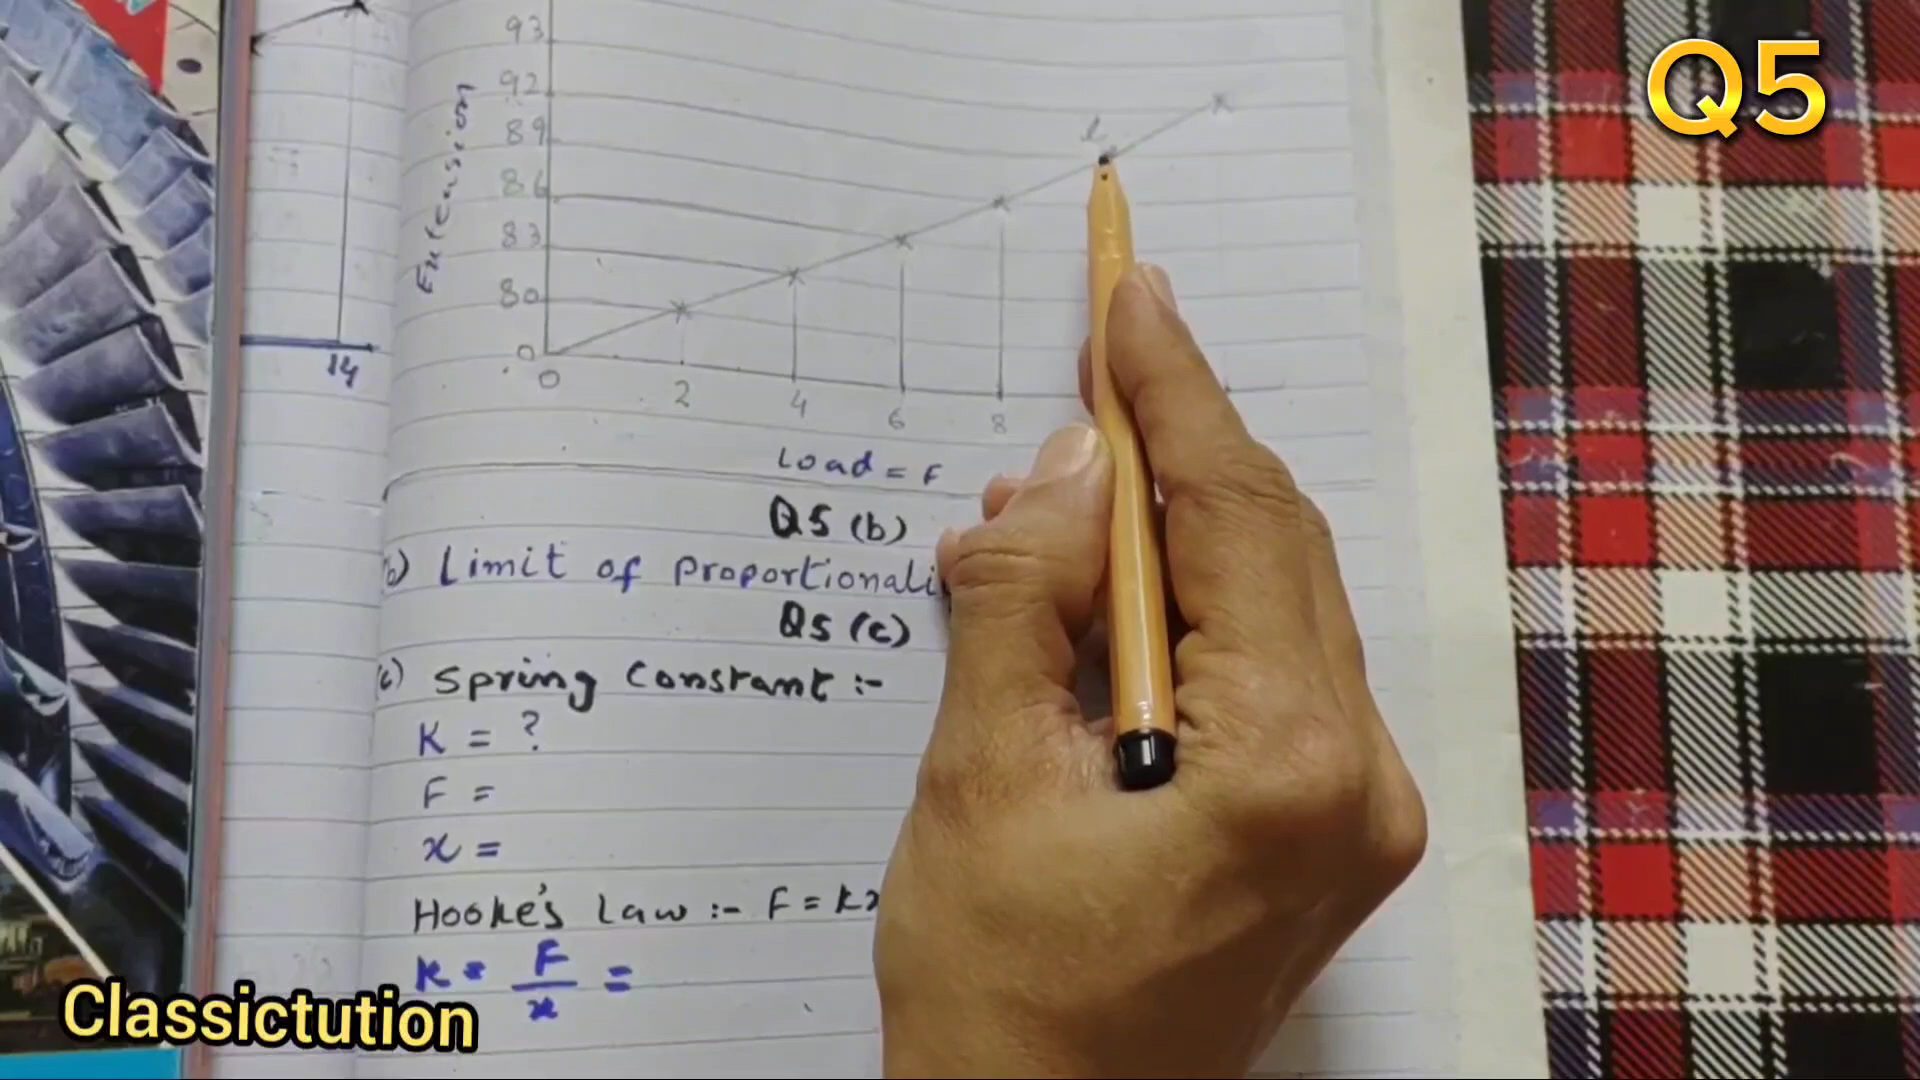 Q5
93
92
89
86
83
80
0
Extension
0 2 4 6 8
14
Load = F
Q5 (b)
(b) Limit of proportionali
Q5 (c)
(c) Spring Constant :-
K = ?
F =
x =
Hooke's Law :- F = kx
K = F/x =
Classictution